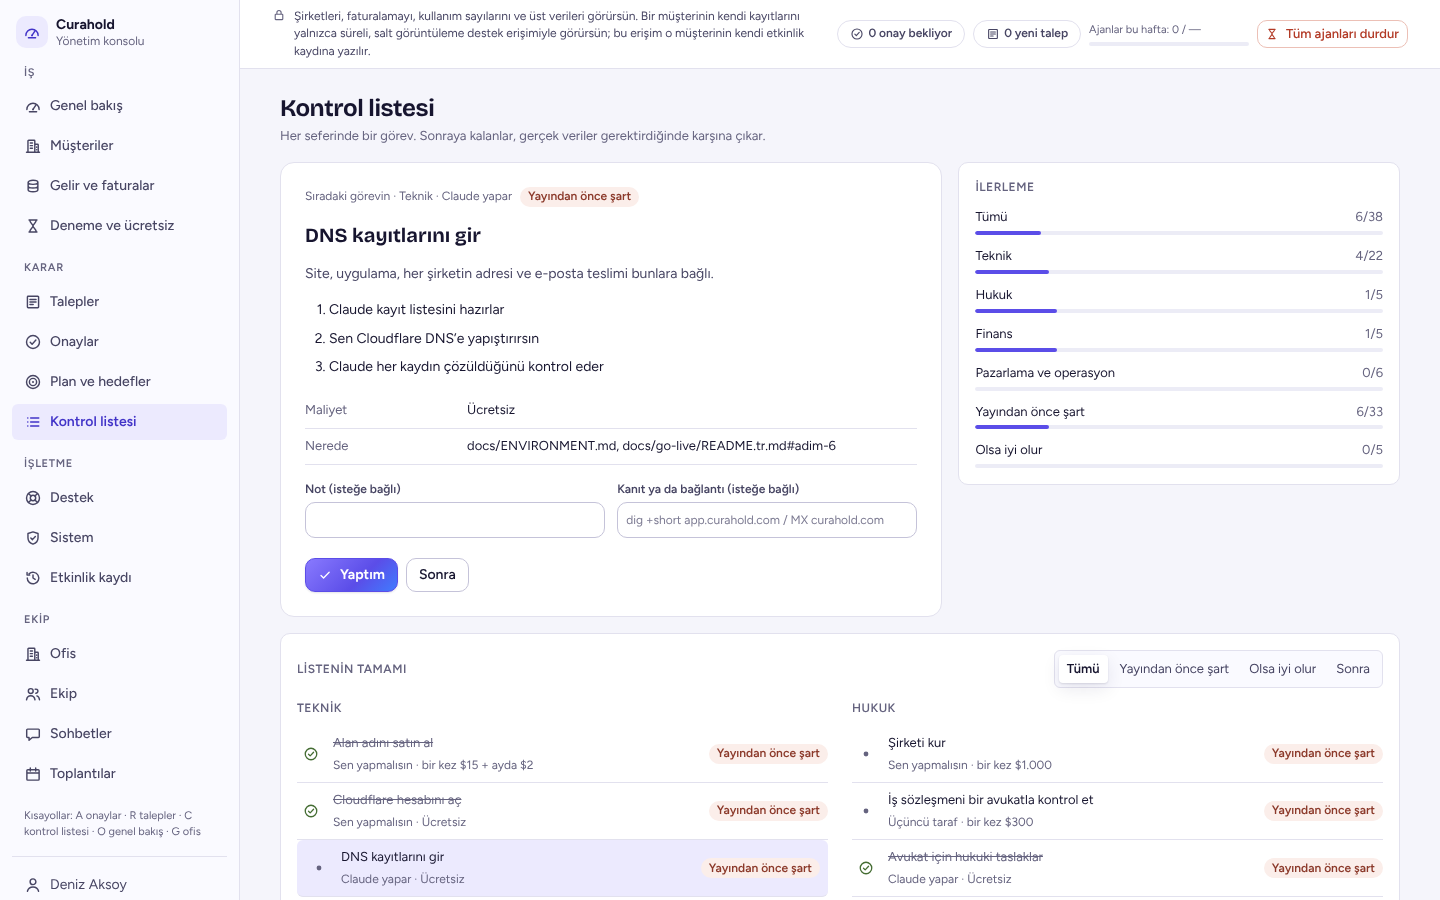 Curahold
Yönetim konsolu
İŞ
Genel bakış
Müşteriler
Gelir ve faturalar
Deneme ve ücretsiz
KARAR
Talepler
Onaylar
Plan ve hedefler
Kontrol listesi
İŞLETME
Destek
Sistem
Etkinlik kaydı
EKİP
Ofis
Ekip
Sohbetler
Toplantılar
Kısayollar: A onaylar · R talepler · C
kontrol listesi · O genel bakış · G ofis
Deniz Aksoy
Şirketleri, faturalamayı, kullanım sayılarını ve üst verileri görürsün. Bir müşterinin kendi kayıtlarını
yalnızca süreli, salt görüntüleme destek erişimiyle görürsün; bu erişim o müşterinin kendi etkinlik
kaydına yazılır.
0 onay bekliyor
0 yeni talep
Ajanlar bu hafta: 0 / —
Tüm ajanları durdur
Kontrol listesi
Her seferinde bir görev. Sonraya kalanlar, gerçek veriler gerektirdiğinde karşına çıkar.
Sıradaki görevin · Teknik · Claude yapar Yayından önce şart
DNS kayıtlarını gir
Site, uygulama, her şirketin adresi ve e-posta teslimi bunlara bağlı.
1. Claude kayıt listesini hazırlar
2. Sen Cloudflare DNS’e yapıştırırsın
3. Claude her kaydın çözüldüğünü kontrol eder
Maliyet Ücretsiz
Nerede docs/ENVIRONMENT.md, docs/go-live/README.tr.md#adim-6
Not (isteğe bağlı)
Kanıt ya da bağlantı (isteğe bağlı)
dig +short app.curahold.com / MX curahold.com
Yaptım
Sonra
İLERLEME
Tümü 6/38
Teknik 4/22
Hukuk 1/5
Finans 1/5
Pazarlama ve operasyon 0/6
Yayından önce şart 6/33
Olsa iyi olur 0/5
LİSTENİN TAMAMI
Tümü Yayından önce şart Olsa iyi olur Sonra
TEKNİK
Alan adını satın al
Sen yapmalısın · bir kez $15 + ayda $2
Yayından önce şart
Cloudflare hesabını aç
Sen yapmalısın · Ücretsiz
Yayından önce şart
DNS kayıtlarını gir
Claude yapar · Ücretsiz
Yayından önce şart
HUKUK
Şirketi kur
Sen yapmalısın · bir kez $1.000
Yayından önce şart
İş sözleşmeni bir avukatla kontrol et
Üçüncü taraf · bir kez $300
Yayından önce şart
Avukat için hukuki taslaklar
Claude yapar · Ücretsiz
Yayından önce şart